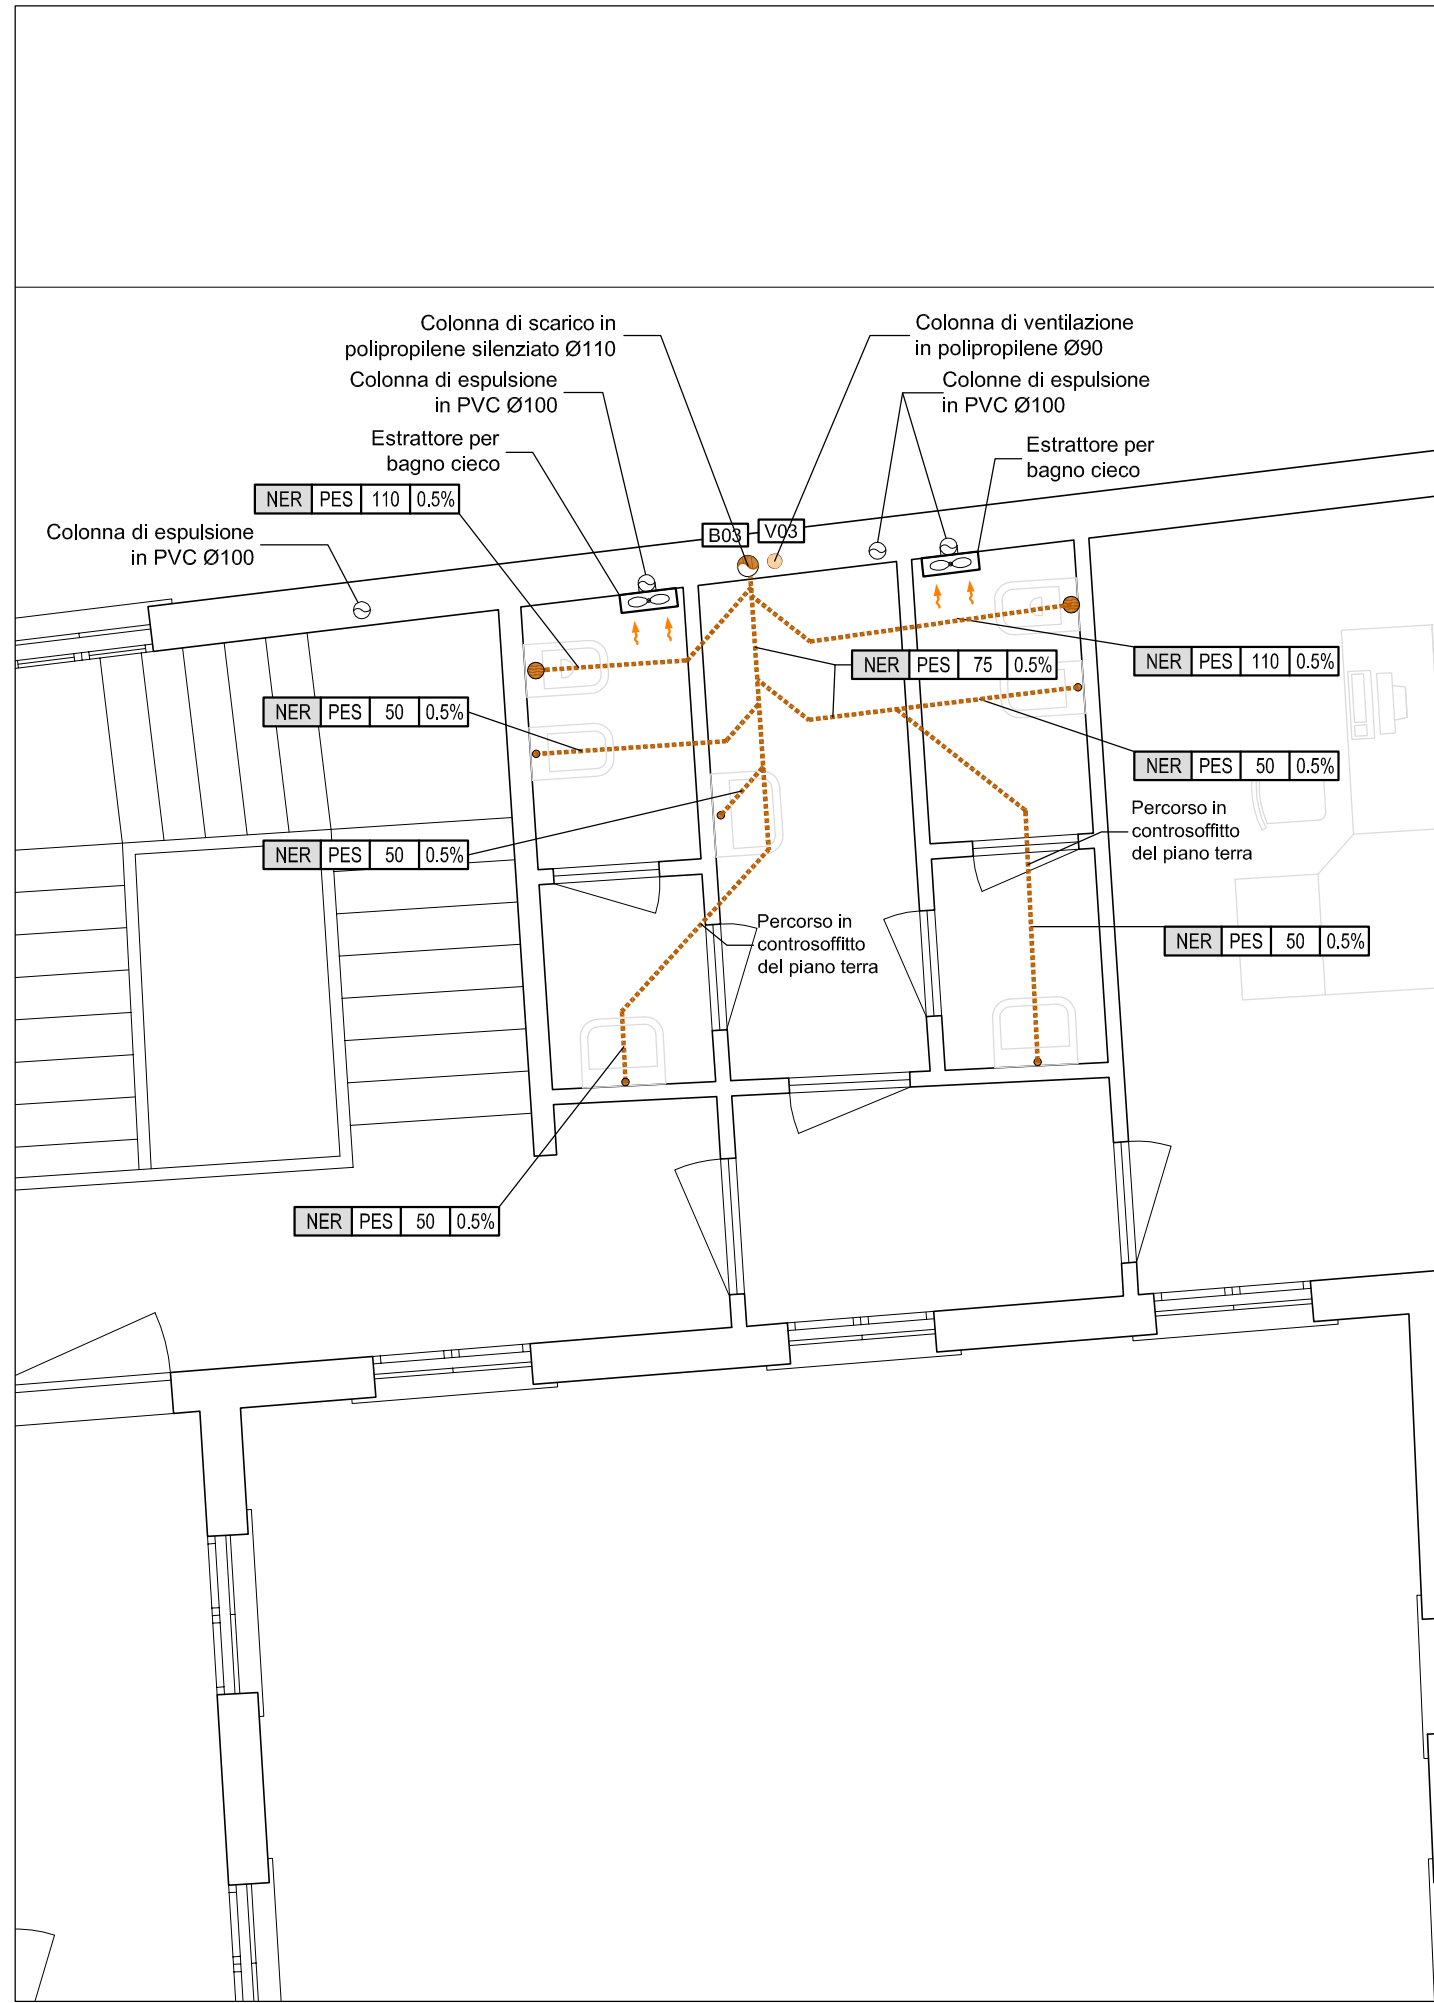 Colonna di scarico in
polipropilene silenziato Ø110
Colonna di ventilazione
in polipropilene Ø90
Colonna di espulsione
in PVC Ø100
Colonne di espulsione
in PVC Ø100
Estrattore per
bagno cieco
Estrattore per
bagno cieco
NER PES 110 0.5%
Colonna di espulsione
in PVC Ø100
B03 V03
NER PES 75 0.5%
NER PES 110 0.5%
NER PES 50 0.5%
NER PES 50 0.5%
Percorso in
controsoffitto
del piano terra
NER PES 50 0.5%
Percorso in
controsoffitto
del piano terra
NER PES 50 0.5%
NER PES 50 0.5%